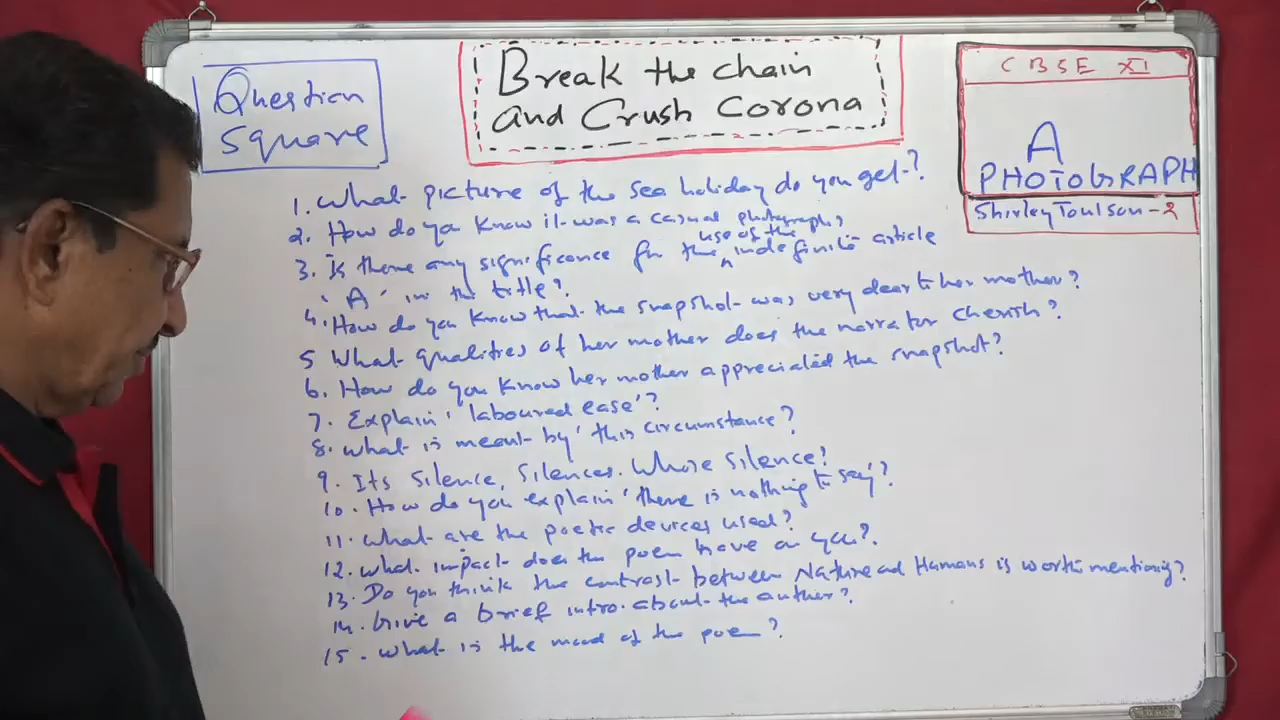 Question
Square
Break the chain
and Crush Corona
CBSE XI
A
PHOTOGRAPH
Shirley Toulson-2
1. What picture of the sea holiday do you get?
2. How do you know it was a casual photograph?
3. Is there any significance for the use of the indefinite article
'A' in the title?
4. How do you know that the snapshot was very dear to her mother?
5 What qualities of her mother does the narrator cherish?
6. How do you know her mother appreciated the snapshot?
7. Explain 'laboured ease'?
8. What is meant by 'this circumstance?
9. Its silence, silences. Whose silence?
10. How do you explain 'there is nothing to say'?
11. What are the poetic devices used?
12. What impact does the poem have on you?
13. Do you think the contrast between Nature and Humans is worth mentioning?
14. Give a brief intro. about the author?
15. What is the mood of the poem?